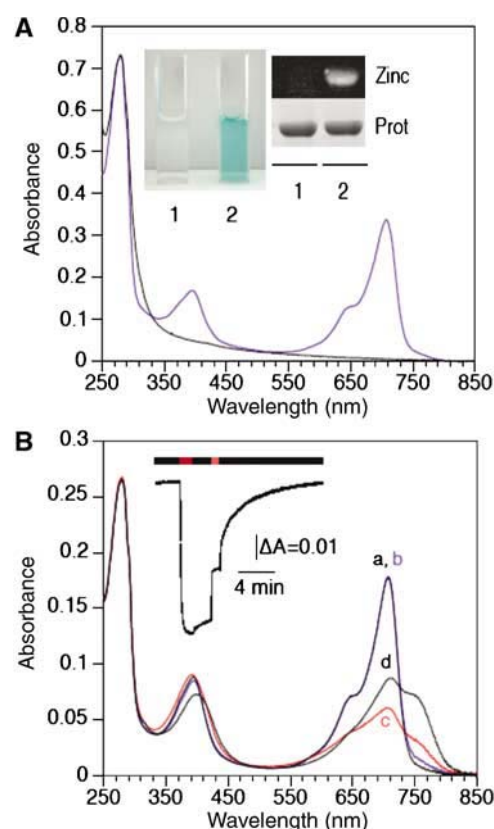 A
0.8
0.7
0.6
0.5
0.4
0.3
0.2
0.1
0
Absorbance
Zinc
Prot
1 2
1 2
250 350 450 550 650 750 850
Wavelength (nm)
B
0.3
0.25
0.2
0.15
0.1
0.05
0
Absorbance
ΔA=0.01
4 min
a, b
d
c
250 350 450 550 650 750 850
Wavelength (nm)